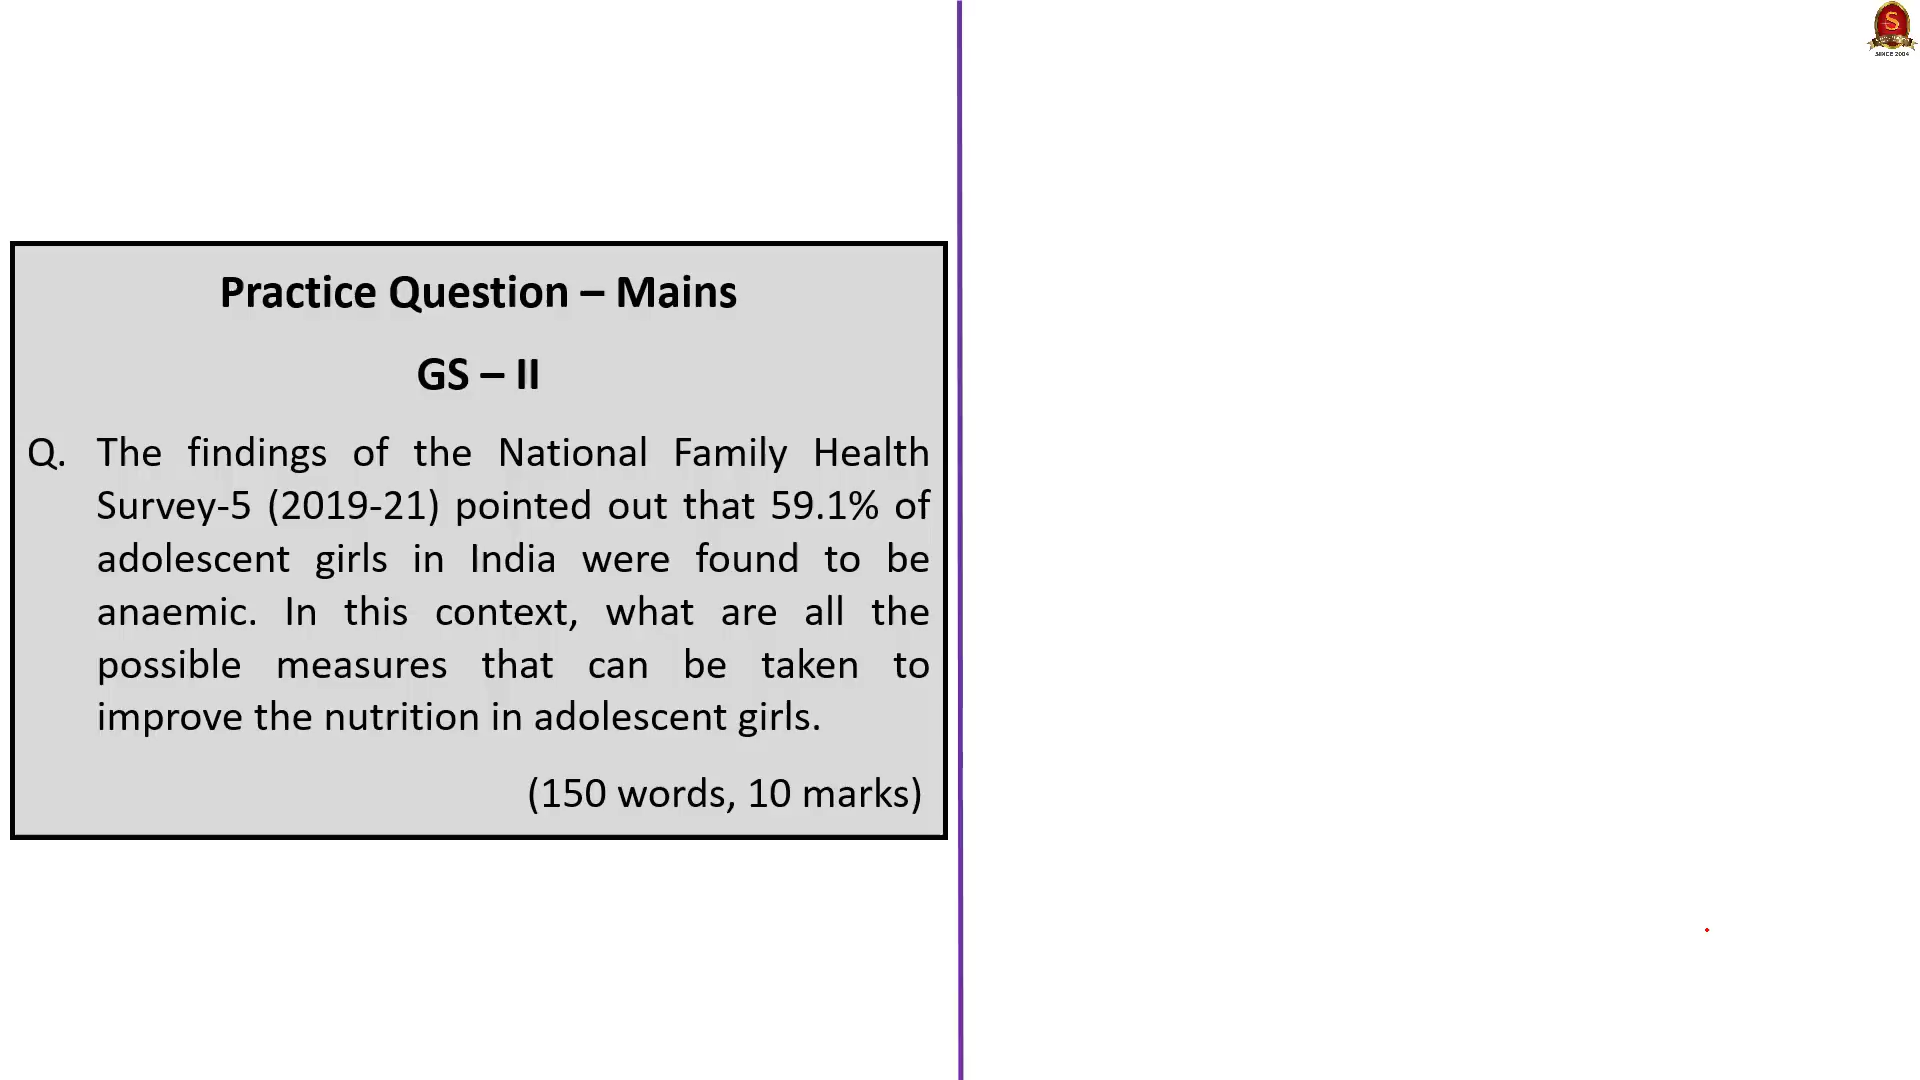 S
SINCE 2004
Practice Question – Mains
GS – II
Q. The findings of the National Family Health
Survey-5 (2019-21) pointed out that 59.1% of
adolescent girls in India were found to be
anaemic. In this context, what are all the
possible measures that can be taken to
improve the nutrition in adolescent girls.
(150 words, 10 marks)